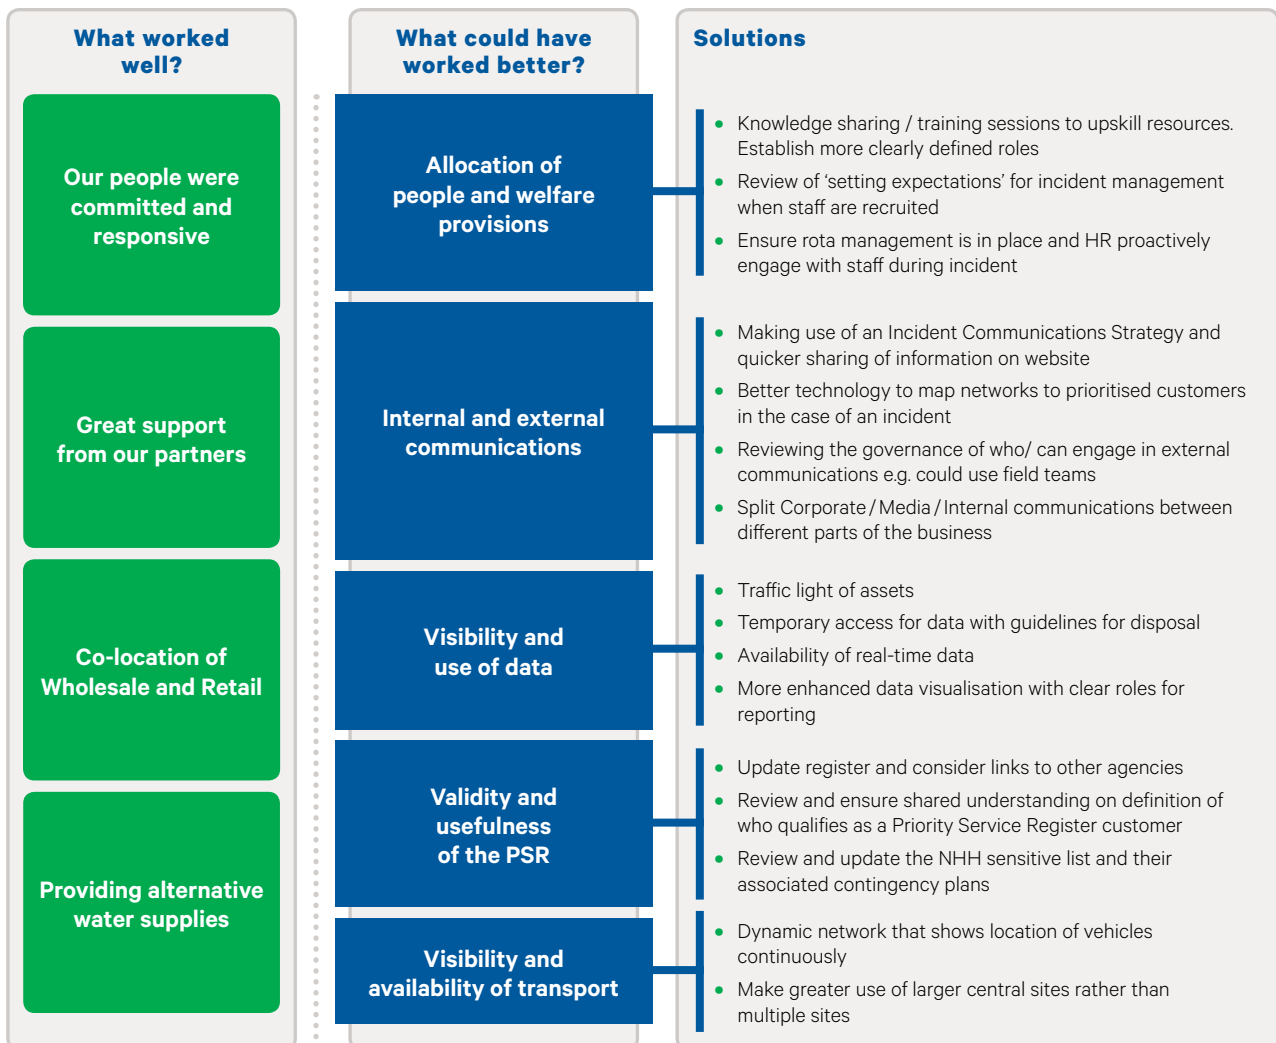 What worked
well?
Our people were
committed and
responsive
Great support
from our partners
Co-location of
Wholesale and Retail
Providing alternative
water supplies
What could have
worked better?
Allocation of
people and welfare
provisions
Internal and external
communications
Visibility and
use of data
Validity and
usefulness
of the PSR
Visibility and
availability of transport
Solutions
• Knowledge sharing / training sessions to upskill resources.
Establish more clearly defined roles
• Review of ‘setting expectations’ for incident management
when staff are recruited
• Ensure rota management is in place and HR proactively
engage with staff during incident
• Making use of an Incident Communications Strategy and
quicker sharing of information on website
• Better technology to map networks to prioritised customers
in the case of an incident
• Reviewing the governance of who/ can engage in external
communications e.g. could use field teams
• Split Corporate / Media / Internal communications between
different parts of the business
• Traffic light of assets
• Temporary access for data with guidelines for disposal
• Availability of real-time data
• More enhanced data visualisation with clear roles for
reporting
• Update register and consider links to other agencies
• Review and ensure shared understanding on definition of
who qualifies as a Priority Service Register customer
• Review and update the NHH sensitive list and their
associated contingency plans
• Dynamic network that shows location of vehicles
continuously
• Make greater use of larger central sites rather than
multiple sites